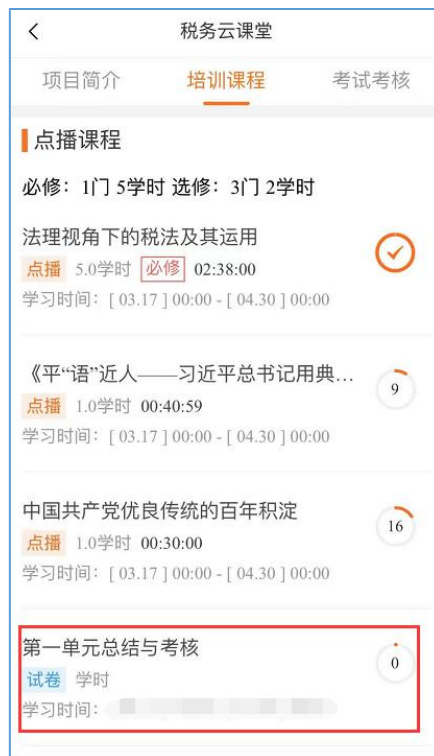 税务云课堂
项目简介 培训课程 考试考核
点播课程
必修：1门 5学时 选修：3门 2学时
法理视角下的税法及其运用
点播 5.0学时 必修 02:38:00
学习时间：[ 03.17 ] 00:00 - [ 04.30 ] 00:00
《平“语”近人——习近平总书记用典…
9
点播 1.0学时 00:40:59
学习时间：[ 03.17 ] 00:00 - [ 04.30 ] 00:00
中国共产党优良传统的百年积淀
16
点播 1.0学时 00:30:00
学习时间：[ 03.17 ] 00:00 - [ 04.30 ] 00:00
第一单元总结与考核
0
试卷 学时
学习时间：